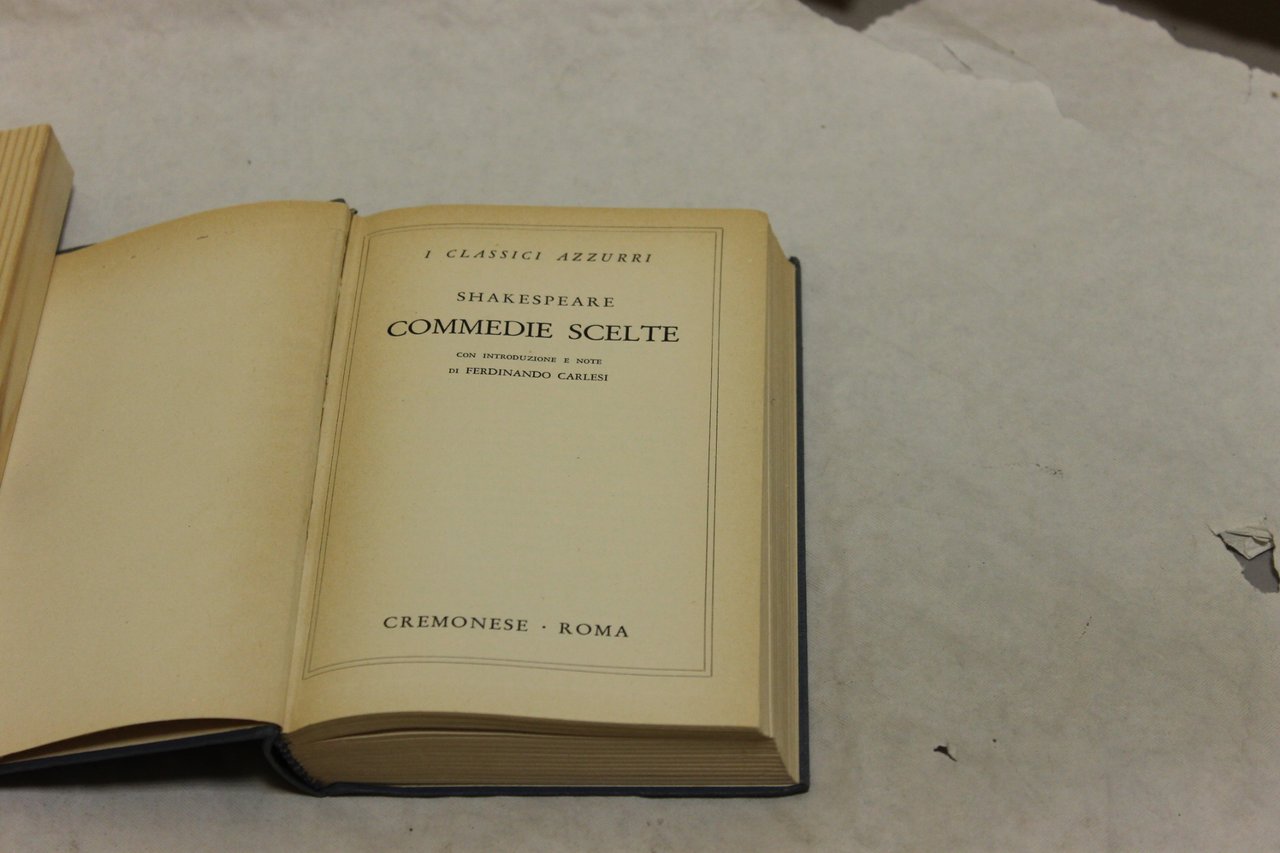 I CLASSICI AZZURRI
SHAKESPEARE
COMMEDIE SCELTE
CON INTRODUZIONE E NOTE
DI FERDINANDO CARLESI
CREMONESE · ROMA